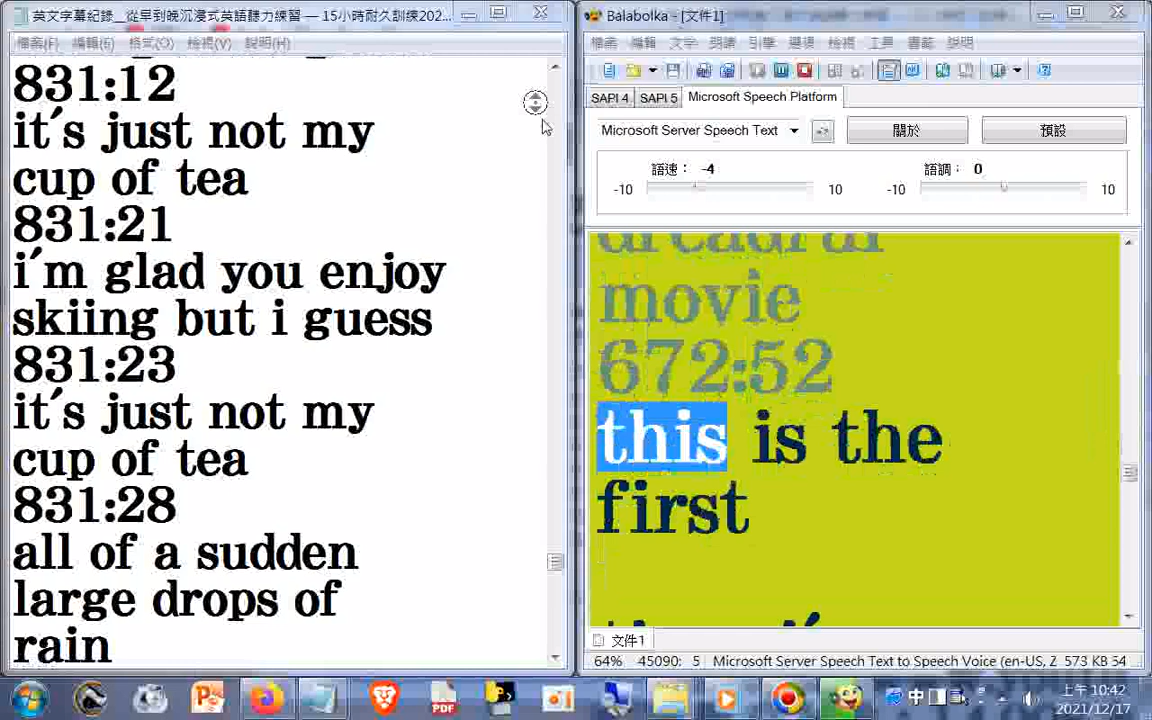 英文字幕紀錄__從早到晚沉浸式英語聽力練習 — 15小時耐久訓練202...
檔案(F) 編輯(E) 格式(O) 檢視(V) 說明(H)
831:12
it's just not my
cup of tea
831:21
i'm glad you enjoy
skiing but i guess
831:23
it's just not my
cup of tea
831:28
all of a sudden
large drops of
rain
Balabolka - [文件1]
檔案 編輯 文字 朗讀 引擎 選項 檢視 工具 書籤 說明
SAPI 4 SAPI 5 Microsoft Speech Platform
Microsoft Server Speech Text 關於 預設
語速： -4 語調： 0
-10 10 -10 10
movie
672:52
this is the
first
文件1
64% 45090: 5 Microsoft Server Speech Text to Speech Voice (en-US, Z 573 KB 54
PDF 中 上午 10:42
2021/12/17